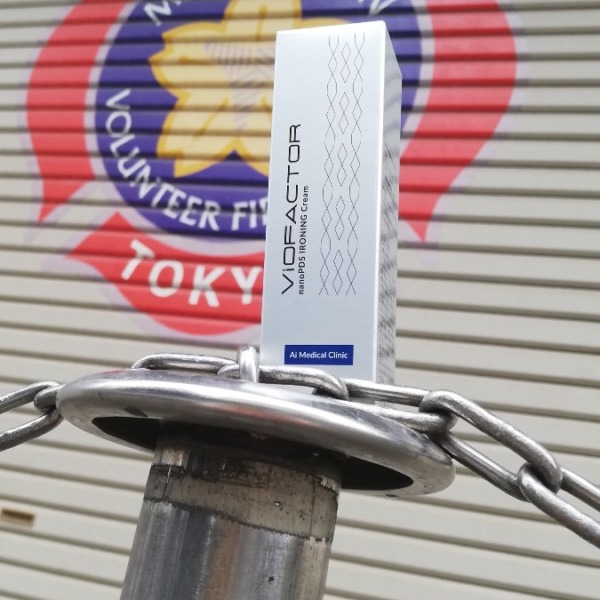 VOLUNTEER FI
TOKY
ViOFACTOR
nanoPDS IRONING Cream
Ai Medical Clinic